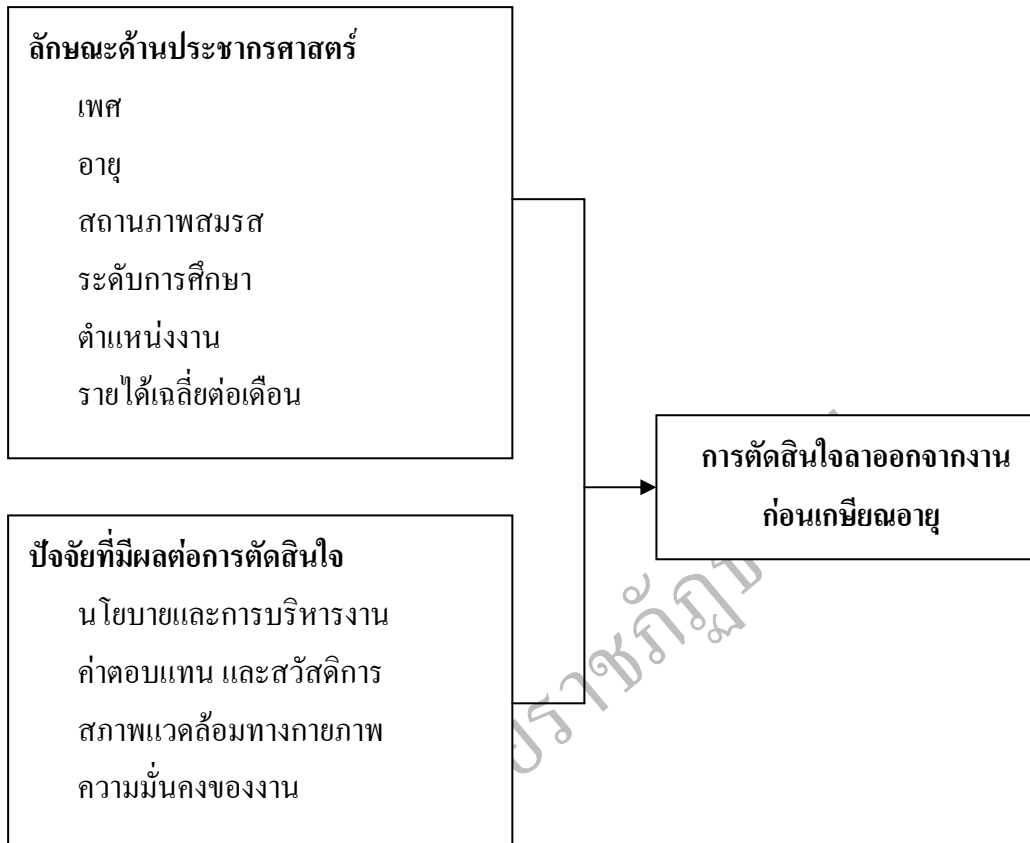 ลักษณะด้านประชากรศาสตร์
เพศ
อายุ
สถานภาพสมรส
ระดับการศึกษา
ตำแหน่งงาน
รายได้เฉลี่ยต่อเดือน
การตัดสินใจลาออกจากงาน
ก่อนเกษียณอายุ
ปัจจัยที่มีผลต่อการตัดสินใจ
นโยบายและการบริหารงาน
ค่าตอบแทน และสวัสดิการ
สภาพแวดล้อมทางกายภาพ
ความมั่นคงของงาน